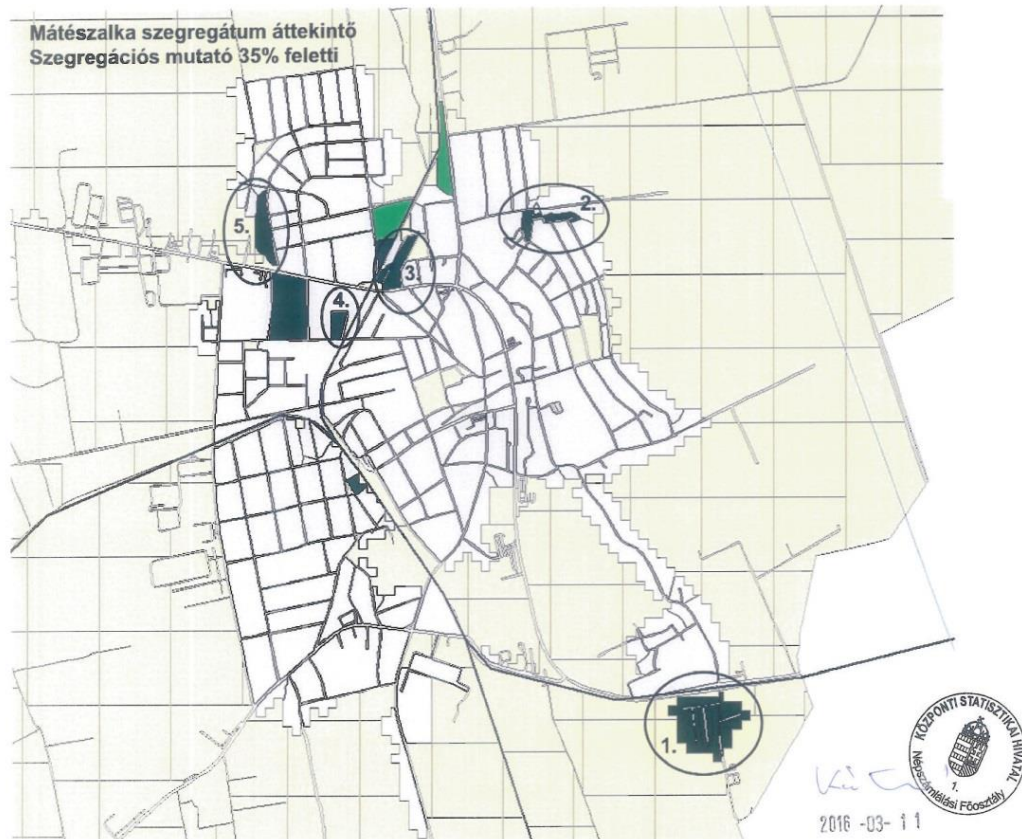 Mátészalka szegregátum áttekintő
Szegregációs mutató 35% feletti
2.
5.
3.
4.
1.
KÖZPONTI STATISZTIKAI HIVATAL
1.
Népszámlálási Főosztály
2016 -03- 11